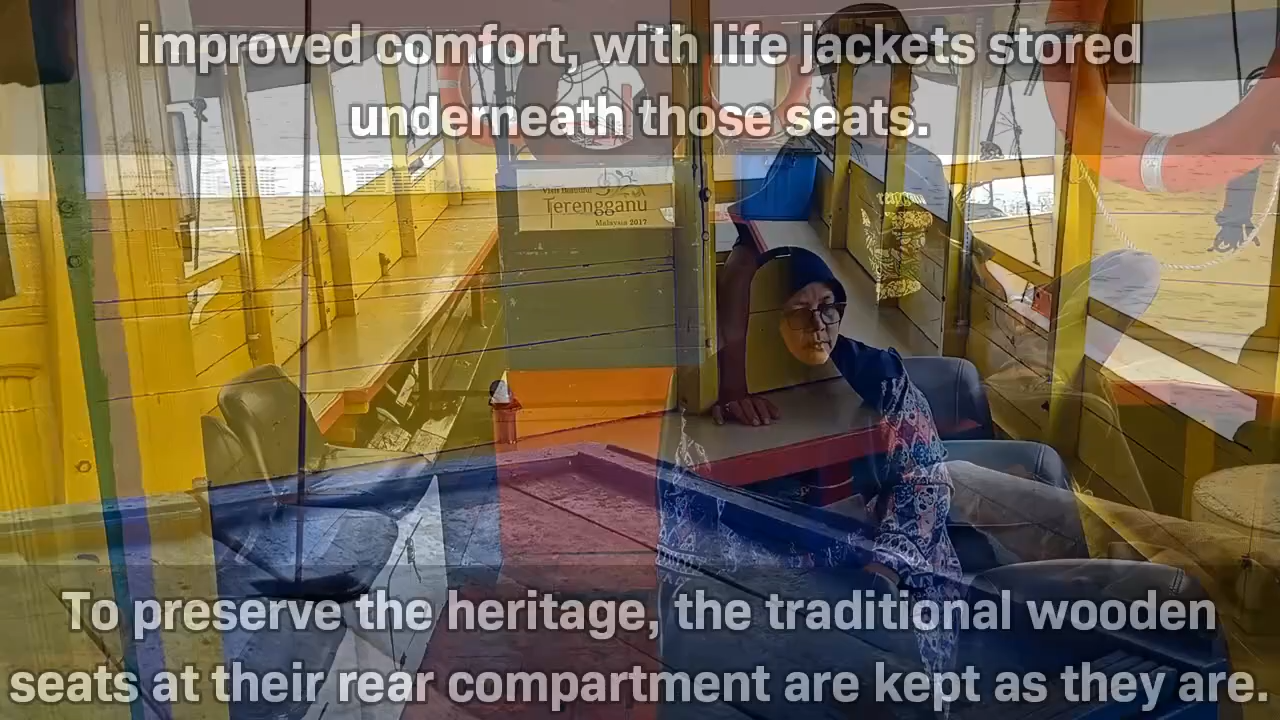 improved comfort, with life jackets stored
underneath those seats.
Visit Beautiful
Terengganu
Malaysia 2017
To preserve the heritage, the traditional wooden
seats at their rear compartment are kept as they are.